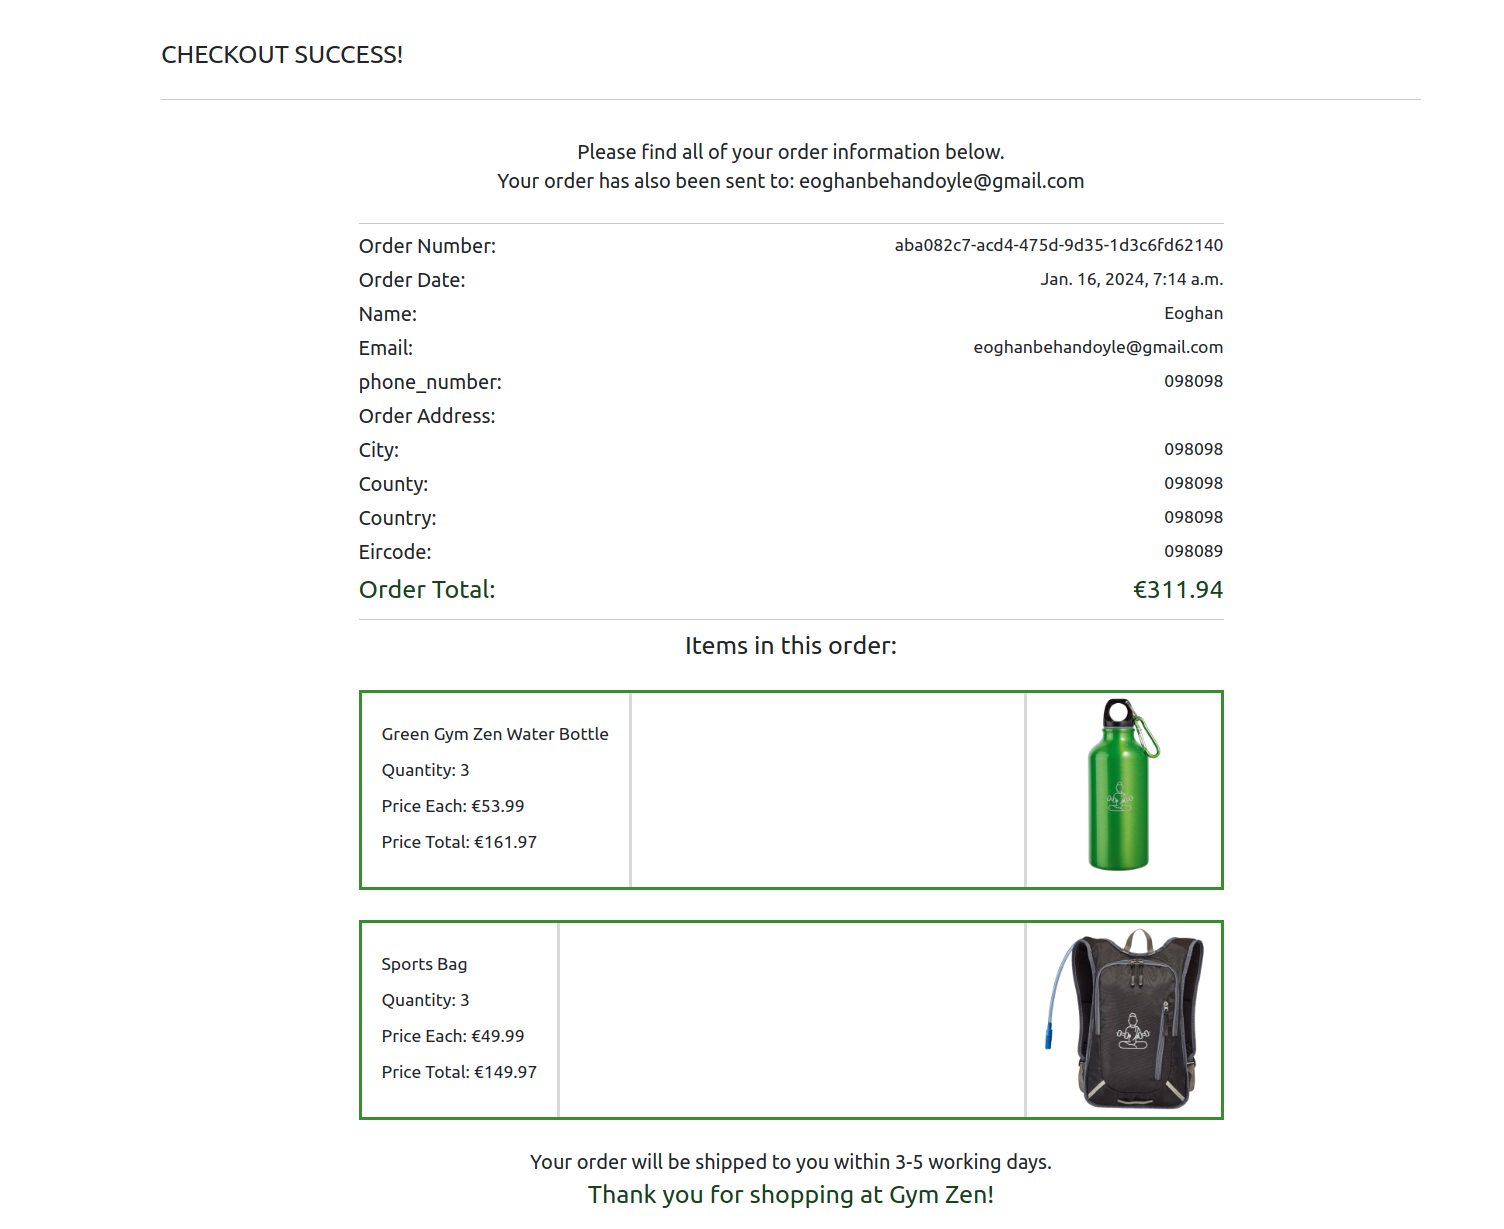 CHECKOUT SUCCESS!
Please find all of your order information below.
Your order has also been sent to: eoghanbehandoyle@gmail.com
Order Number: aba082c7-acd4-475d-9d35-1d3c6fd62140
Order Date: Jan. 16, 2024, 7:14 a.m.
Name: Eoghan
Email: eoghanbehandoyle@gmail.com
phone_number: 098098
Order Address:
City: 098098
County: 098098
Country: 098098
Eircode: 098089
Order Total: €311.94
Items in this order:
Green Gym Zen Water Bottle
Quantity: 3
Price Each: €53.99
Price Total: €161.97
Sports Bag
Quantity: 3
Price Each: €49.99
Price Total: €149.97
Your order will be shipped to you within 3-5 working days.
Thank you for shopping at Gym Zen!